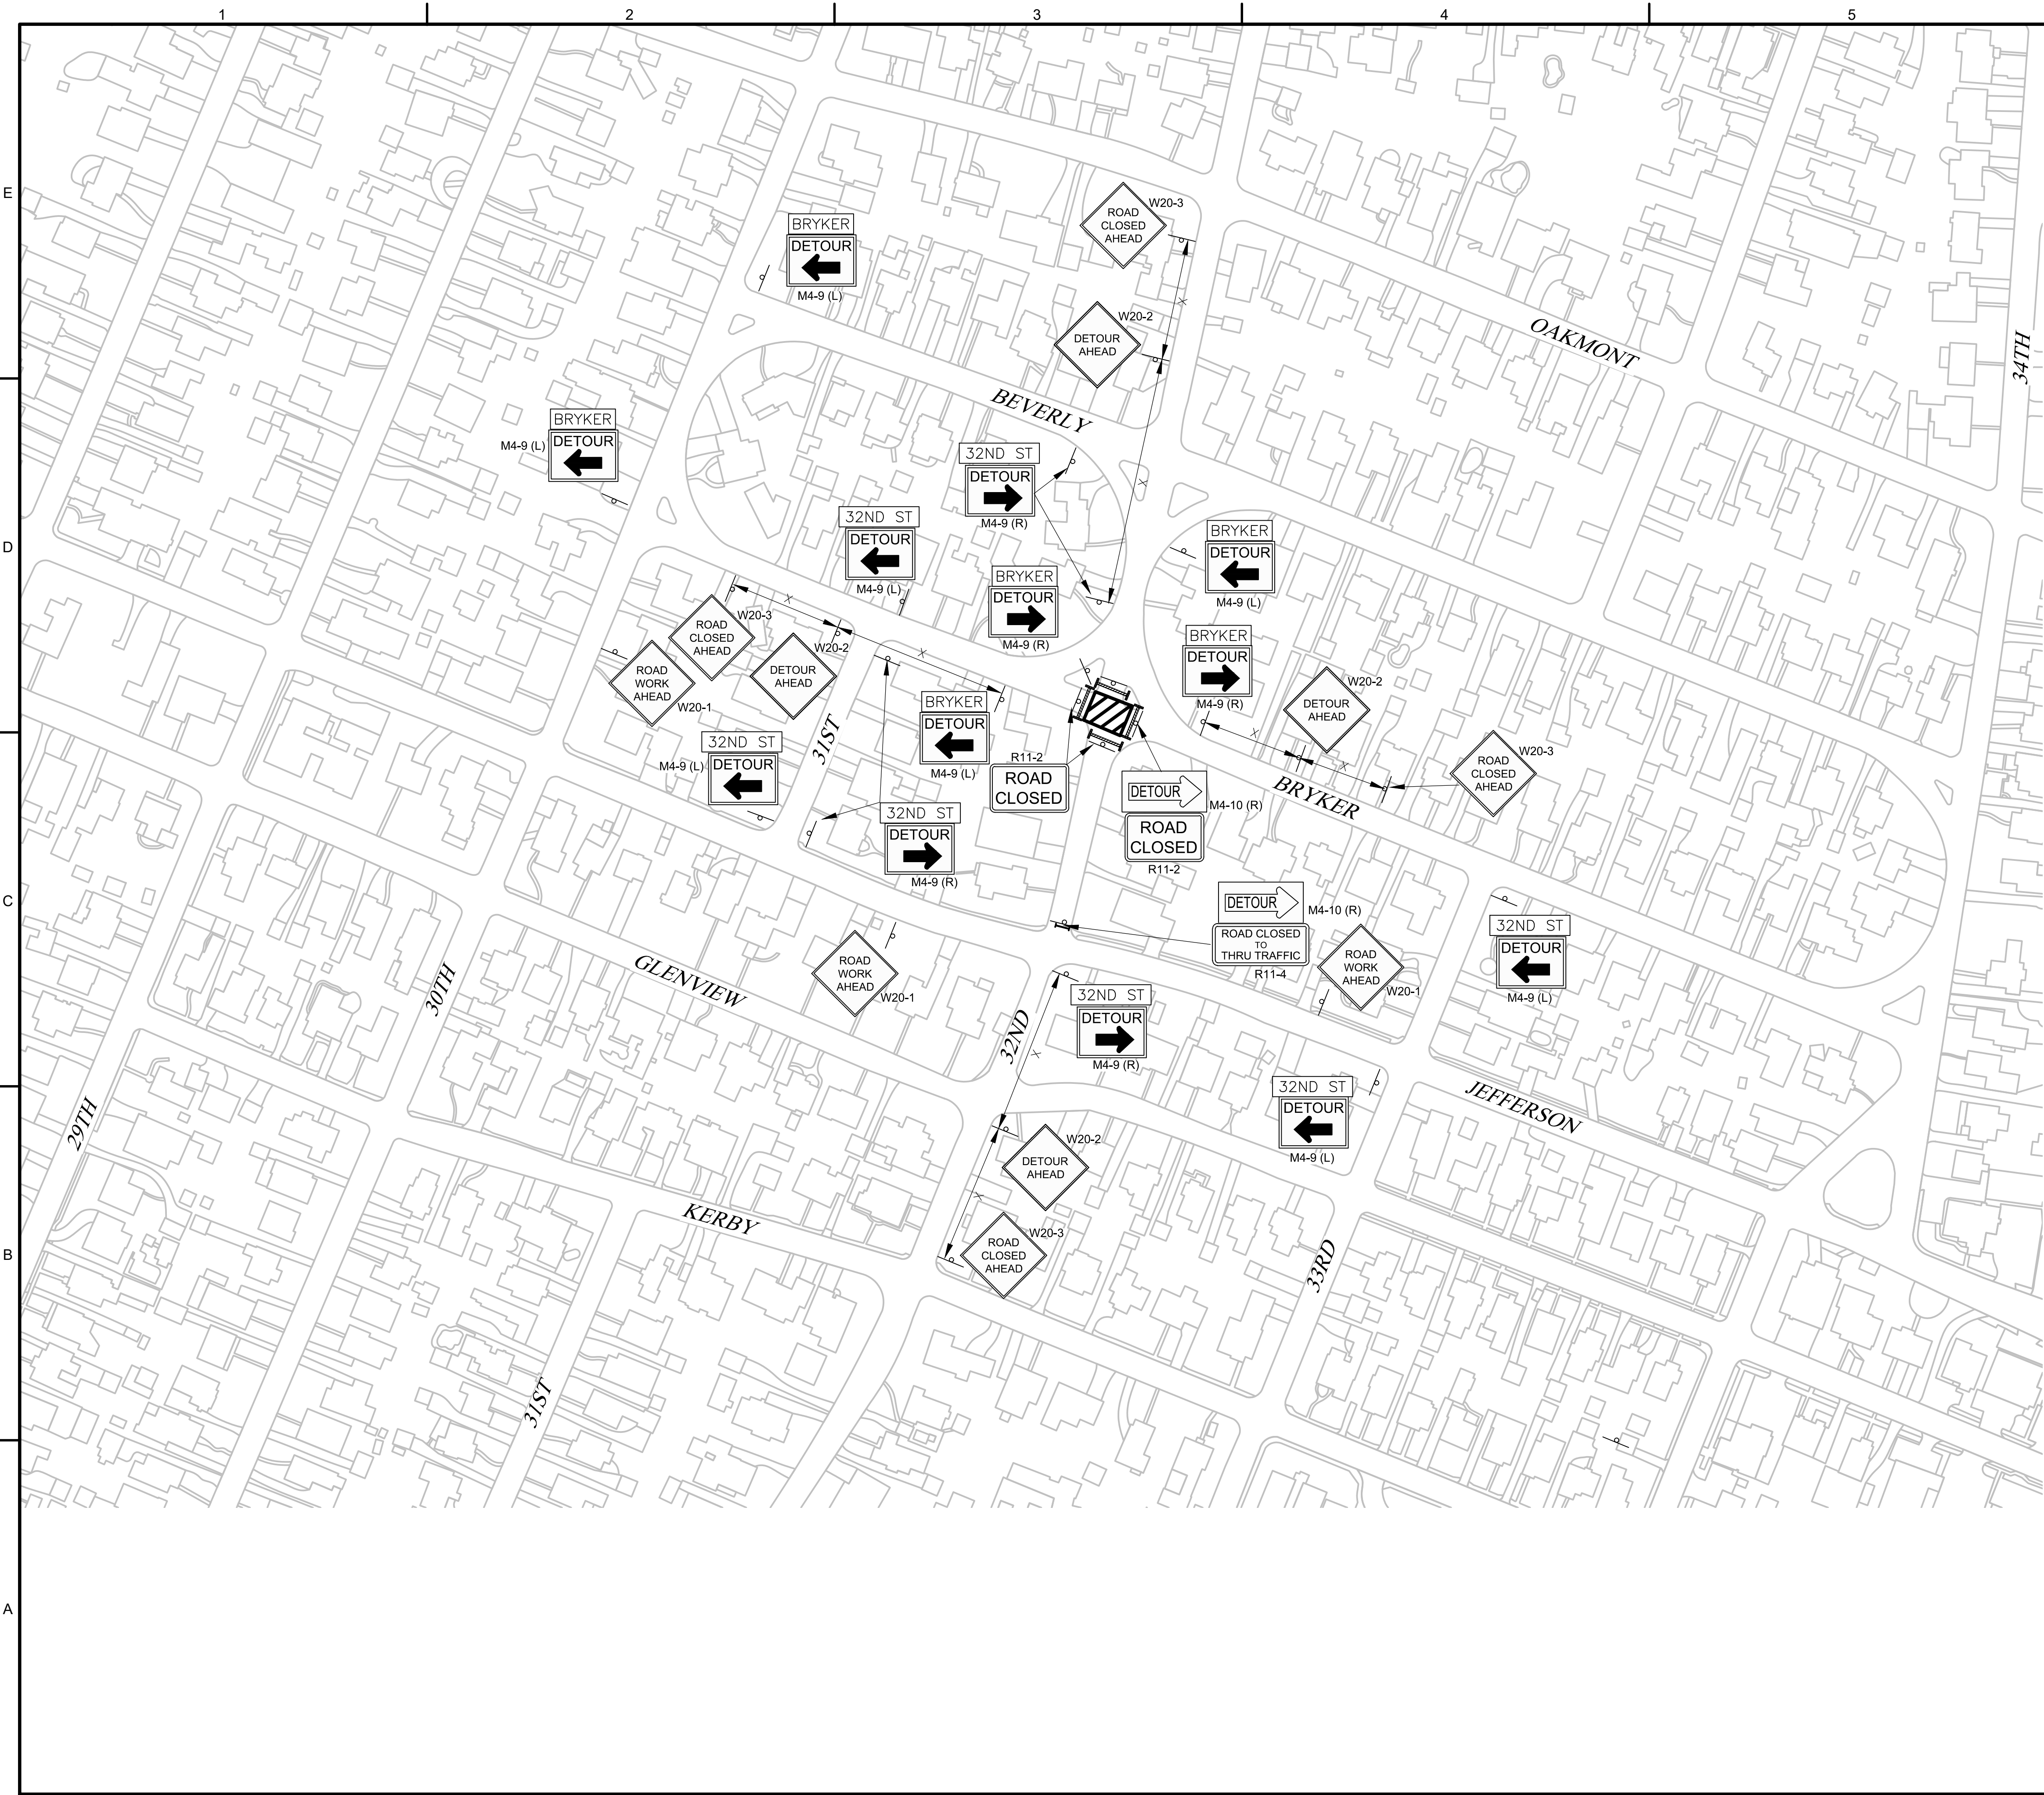 1 2 3 4 5
E
ROAD
CLOSED
AHEAD
W20-3
BRYKER
DETOUR
M4-9 (L)
DETOUR
AHEAD
W20-2
X
OAKMONT
34TH
BEVERLY
BRYKER
DETOUR
M4-9 (L)
32ND ST
DETOUR
M4-9 (R)
X
D
32ND ST
DETOUR
M4-9 (L)
BRYKER
DETOUR
M4-9 (L)
BRYKER
DETOUR
M4-9 (R)
X
ROAD
CLOSED
AHEAD
W20-3
ROAD
WORK
AHEAD
W20-1
DETOUR
AHEAD
W20-2
X
BRYKER
DETOUR
M4-9 (R)
DETOUR
AHEAD
W20-2
X
X
ROAD
CLOSED
AHEAD
W20-3
BRYKER
31ST
BRYKER
DETOUR
M4-9 (L)
32ND ST
DETOUR
M4-9 (L)
R11-2
ROAD
CLOSED
DETOUR
M4-10 (R)
ROAD
CLOSED
R11-2
32ND ST
DETOUR
M4-9 (R)
C
DETOUR
M4-10 (R)
ROAD CLOSED
TO
THRU TRAFFIC
R11-4
ROAD
WORK
AHEAD
W20-1
32ND ST
DETOUR
M4-9 (L)
ROAD
WORK
AHEAD
W20-1
30TH
GLENVIEW
32ND
X
32ND ST
DETOUR
M4-9 (R)
32ND ST
DETOUR
M4-9 (L)
JEFFERSON
29TH
DETOUR
AHEAD
W20-2
X
KERBY
ROAD
CLOSED
AHEAD
W20-3
B
33RD
31ST
A